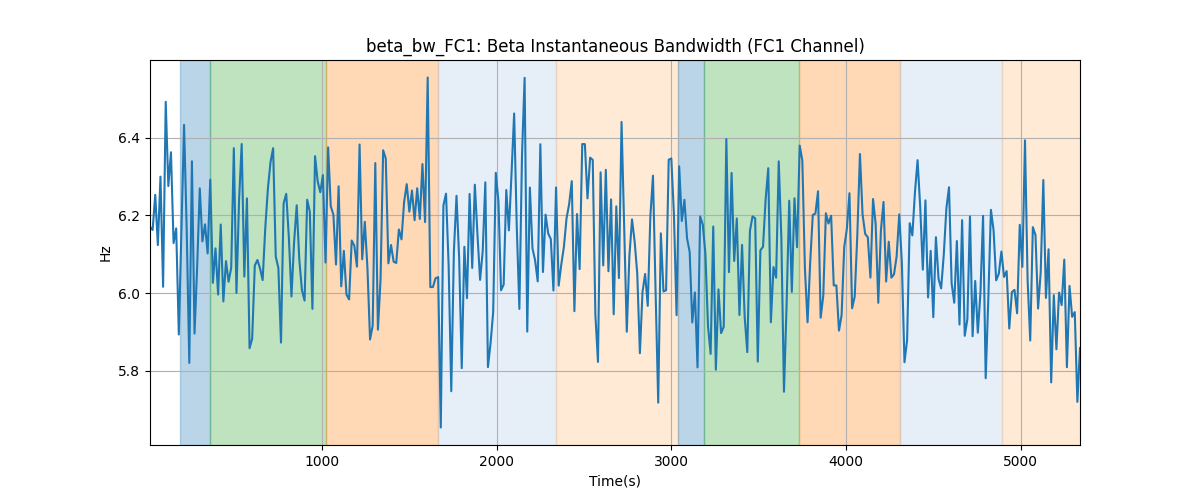 beta_bw_FC1: Beta Instantaneous Bandwidth (FC1 Channel)
6.4
6.2
6.0
5.8
Hz
1000 2000 3000 4000 5000
Time(s)